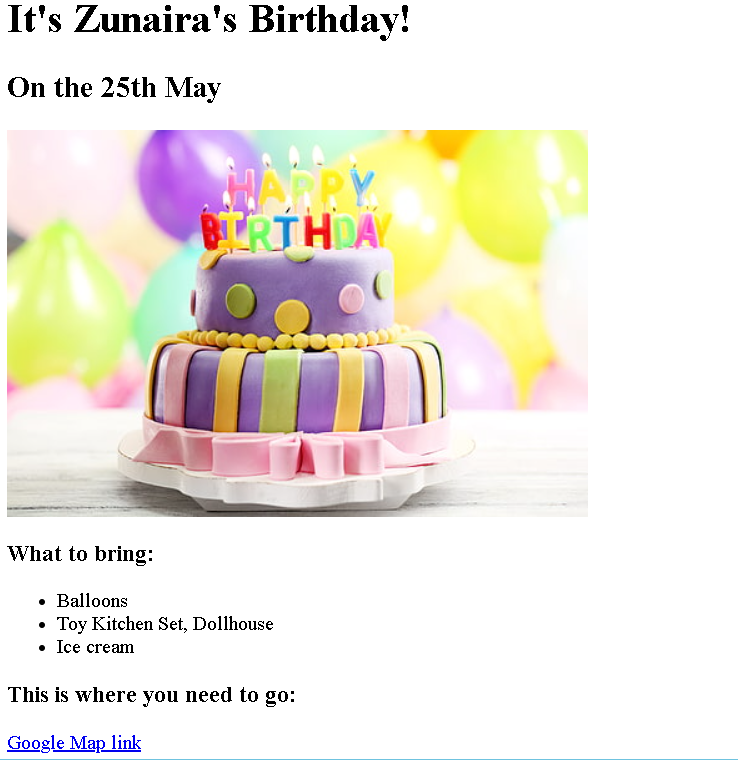 It's Zunaira's Birthday!
On the 25th May
HAPPY
BIRTHDAY
What to bring:
Balloons
Toy Kitchen Set, Dollhouse
Ice cream
This is where you need to go:
Google Map link